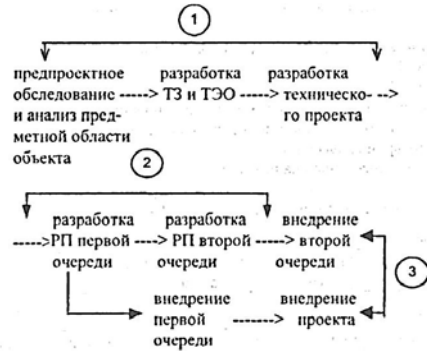 1
предпроектное разработка разработка
обследование -----> ТЗ и ТЭО -----> техническо- -->
и анализ пред- го проекта
метной области
объекта
2
разработка разработка внедрение
---->РП первой ----> РП второй ----> второй
очереди очереди очереди
3
внедрение внедрение
первой ------> проекта
очереди